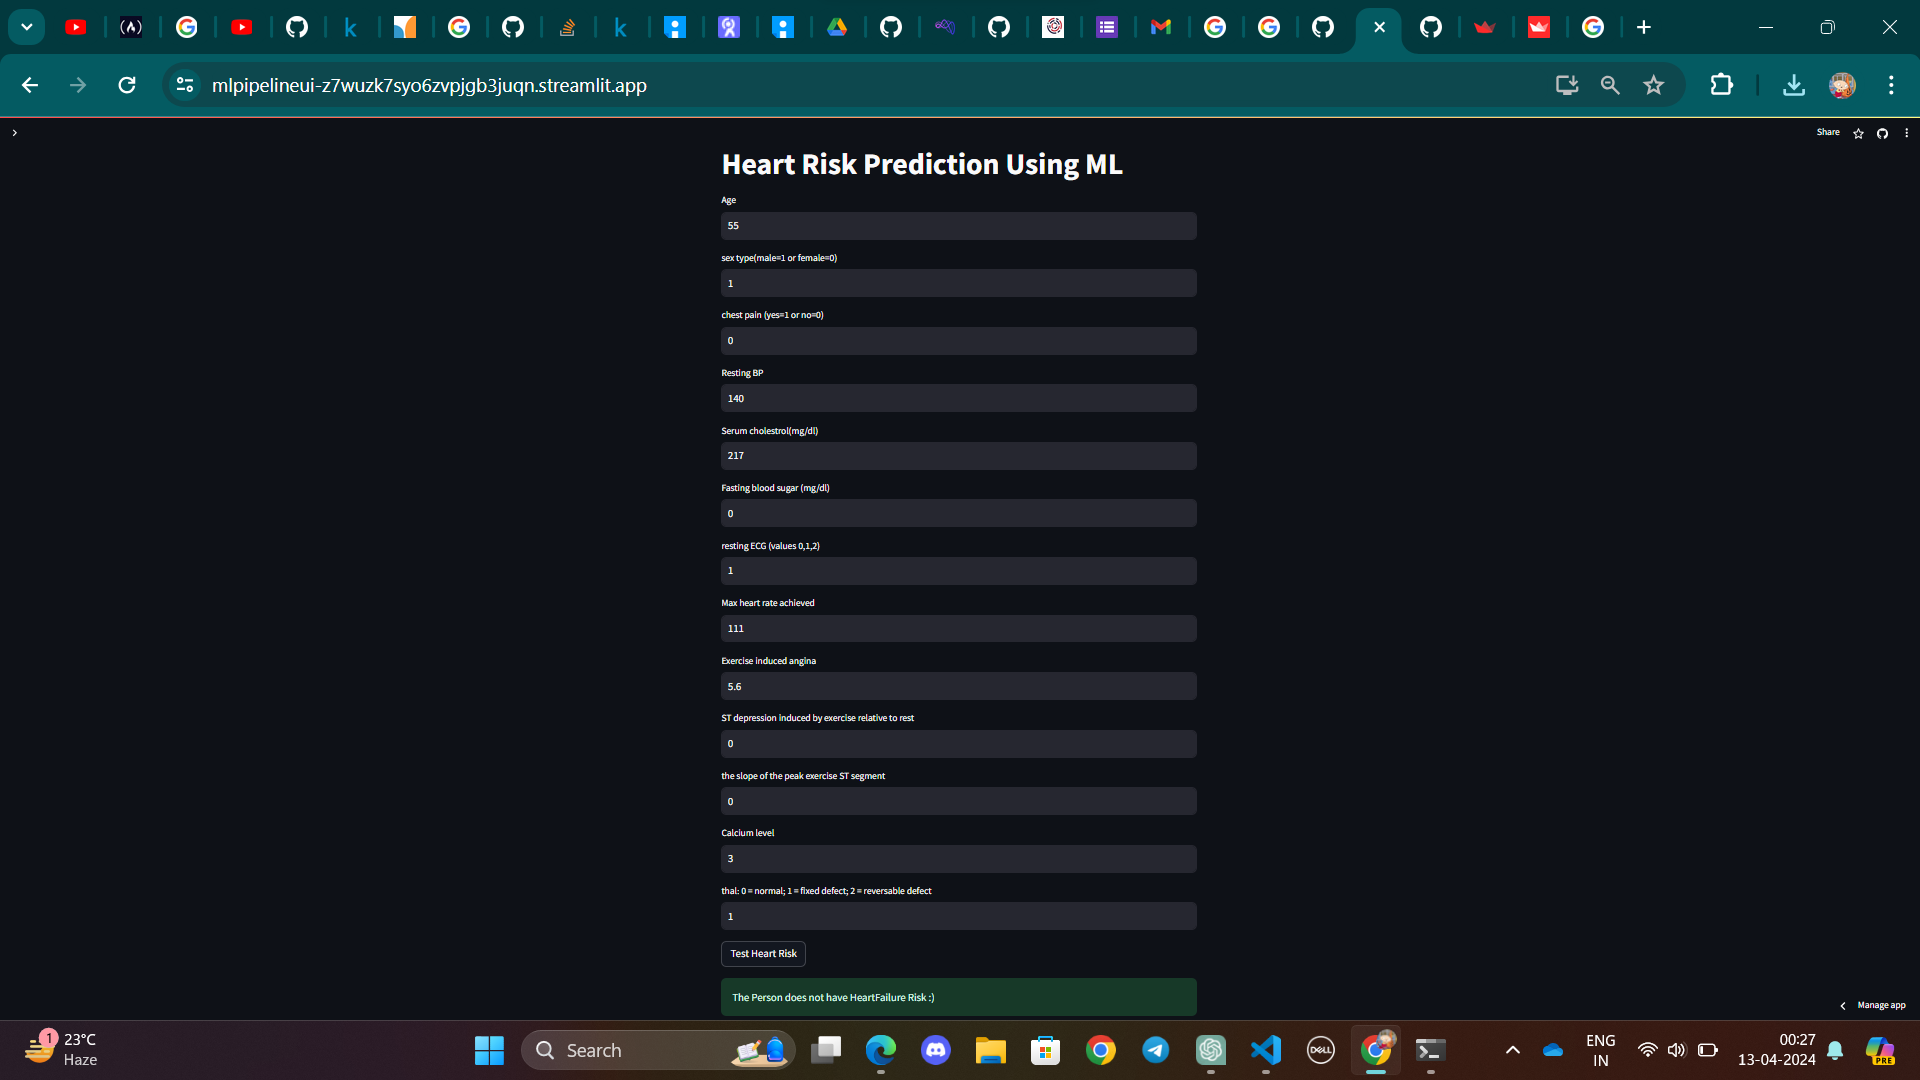 mlpipelineui-z7wuzk7syo6zvpjgb3juqn.streamlit.app
Share
Heart Risk Prediction Using ML
Age
55
sex type(male=1 or female=0)
1
chest pain (yes=1 or no=0)
0
Resting BP
140
Serum cholestrol(mg/dl)
217
Fasting blood sugar (mg/dl)
0
resting ECG (values 0,1,2)
1
Max heart rate achieved
111
Exercise induced angina
5.6
ST depression induced by exercise relative to rest
0
the slope of the peak exercise ST segment
0
Calcium level
3
thal: 0 = normal; 1 = fixed defect; 2 = reversable defect
1
Test Heart Risk
The Person does not have HeartFailure Risk :)
Manage app
1
23°C
Haze
Search
DELL
ENG
IN
00:27
13-04-2024
PRE